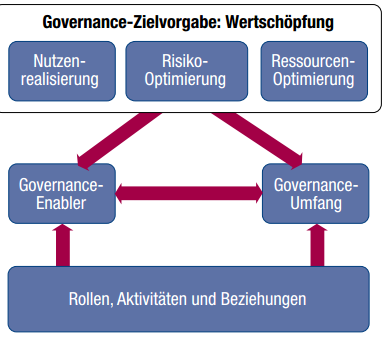 Governance-Zielvorgabe: Wertschöpfung
Nutzen-
realisierung
Risiko-
Optimierung
Ressourcen-
Optimierung
Governance-
Enabler
Governance-
Umfang
Rollen, Aktivitäten und Beziehungen